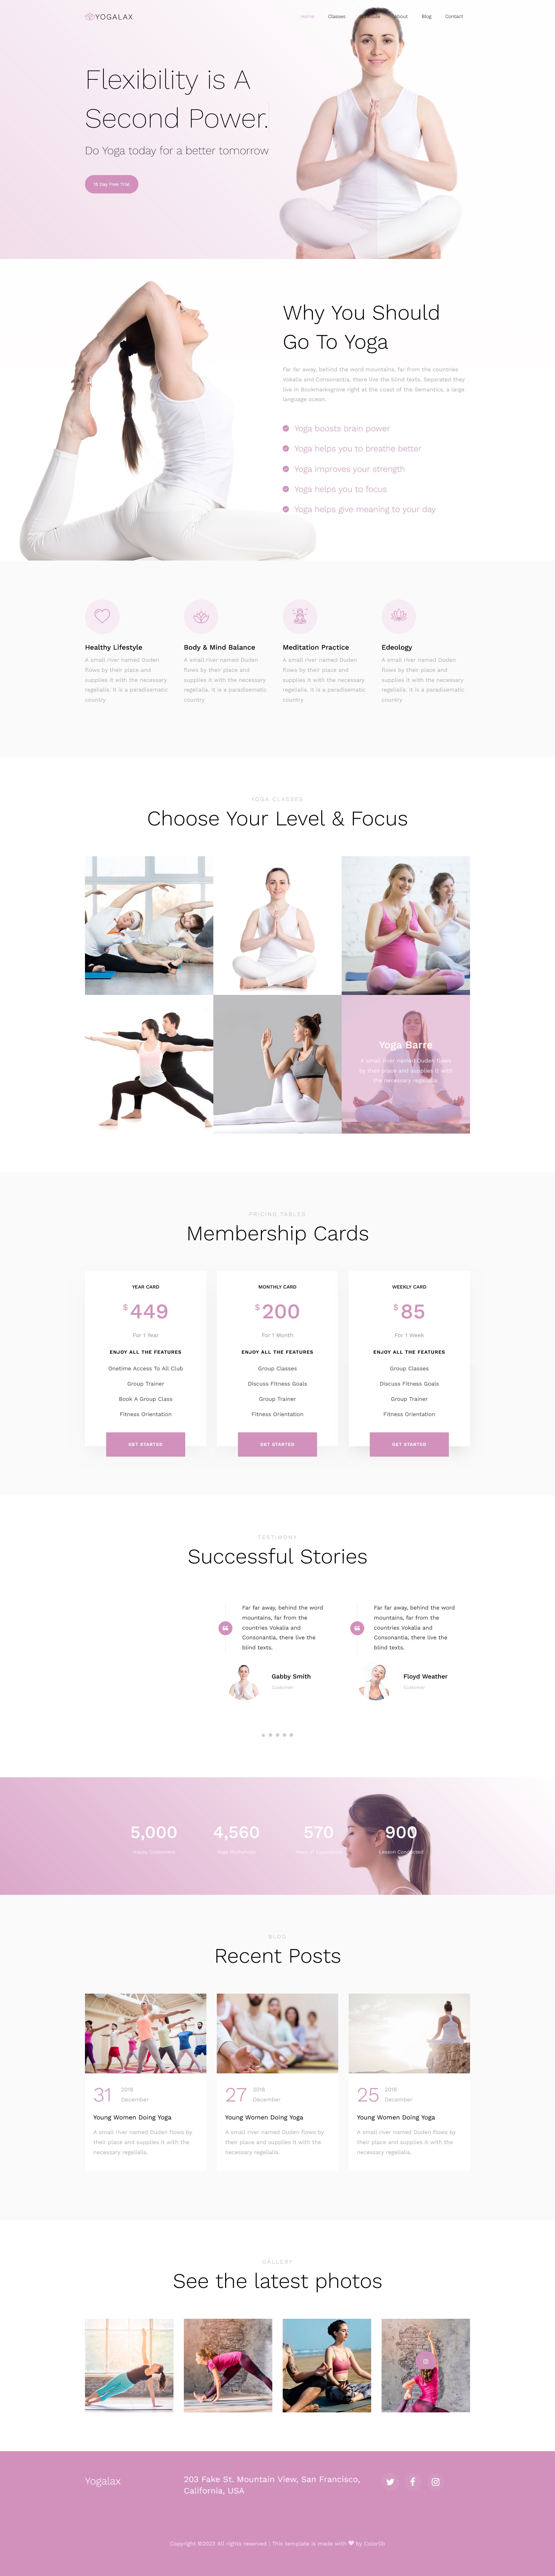 YOGALAX
Home Classes About Blog Contact
Flexibility is A
Second Power.
Do Yoga today for a better tomorrow
15 Day Free Trial
Why You Should
Go To Yoga
Far far away, behind the word mountains, far from the countries
Vokalia and Consonantia, there live the blind texts. Separated they
live in Bookmarksgrove right at the coast of the Semantics, a large
language ocean.
Yoga boosts brain power
Yoga helps you to breathe better
Yoga improves your strength
Yoga helps you to focus
Yoga helps give meaning to your day
Healthy Lifestyle
A small river named Duden
flows by their place and
supplies it with the necessary
regelialia. It is a paradisematic
country
Body & Mind Balance
A small river named Duden
flows by their place and
supplies it with the necessary
regelialia. It is a paradisematic
country
Meditation Practice
A small river named Duden
flows by their place and
supplies it with the necessary
regelialia. It is a paradisematic
country
Edeology
A small river named Duden
flows by their place and
supplies it with the necessary
regelialia. It is a paradisematic
country
YOGA CLASSES
Choose Your Level & Focus
Yoga Barre
A small river named Duden flows
by their place and supplies it with
the necessary regelialia.
PRICING TABLES
Membership Cards
YEAR CARD
$ 449
For 1 Year
ENJOY ALL THE FEATURES
Onetime Access To All Club
Group Trainer
Book A Group Class
Fitness Orientation
GET STARTED
MONTHLY CARD
$ 200
For 1 Month
ENJOY ALL THE FEATURES
Group Classes
Discuss Fitness Goals
Group Trainer
Fitness Orientation
GET STARTED
WEEKLY CARD
$ 85
For 1 Week
ENJOY ALL THE FEATURES
Group Classes
Discuss Fitness Goals
Group Trainer
Fitness Orientation
GET STARTED
TESTIMONY
Successful Stories
Far far away, behind the word
mountains, far from the
countries Vokalia and
Consonantia, there live the
blind texts.
Gabby Smith
Customer
Far far away, behind the word
mountains, far from the
countries Vokalia and
Consonantia, there live the
blind texts.
Floyd Weather
Customer
5,000
Happy Customers
4,560
Yoga Workshops
570
Years of Experience
900
Lesson Conducted
BLOG
Recent Posts
31
2018
December
Young Women Doing Yoga
A small river named Duden flows by
their place and supplies it with the
necessary regelialia.
27
2018
December
Young Women Doing Yoga
A small river named Duden flows by
their place and supplies it with the
necessary regelialia.
25
2018
December
Young Women Doing Yoga
A small river named Duden flows by
their place and supplies it with the
necessary regelialia.
GALLERY
See the latest photos
Yogalax
203 Fake St. Mountain View, San Francisco,
California, USA
Copyright ©2023 All rights reserved | This template is made with ♥ by Colorlib